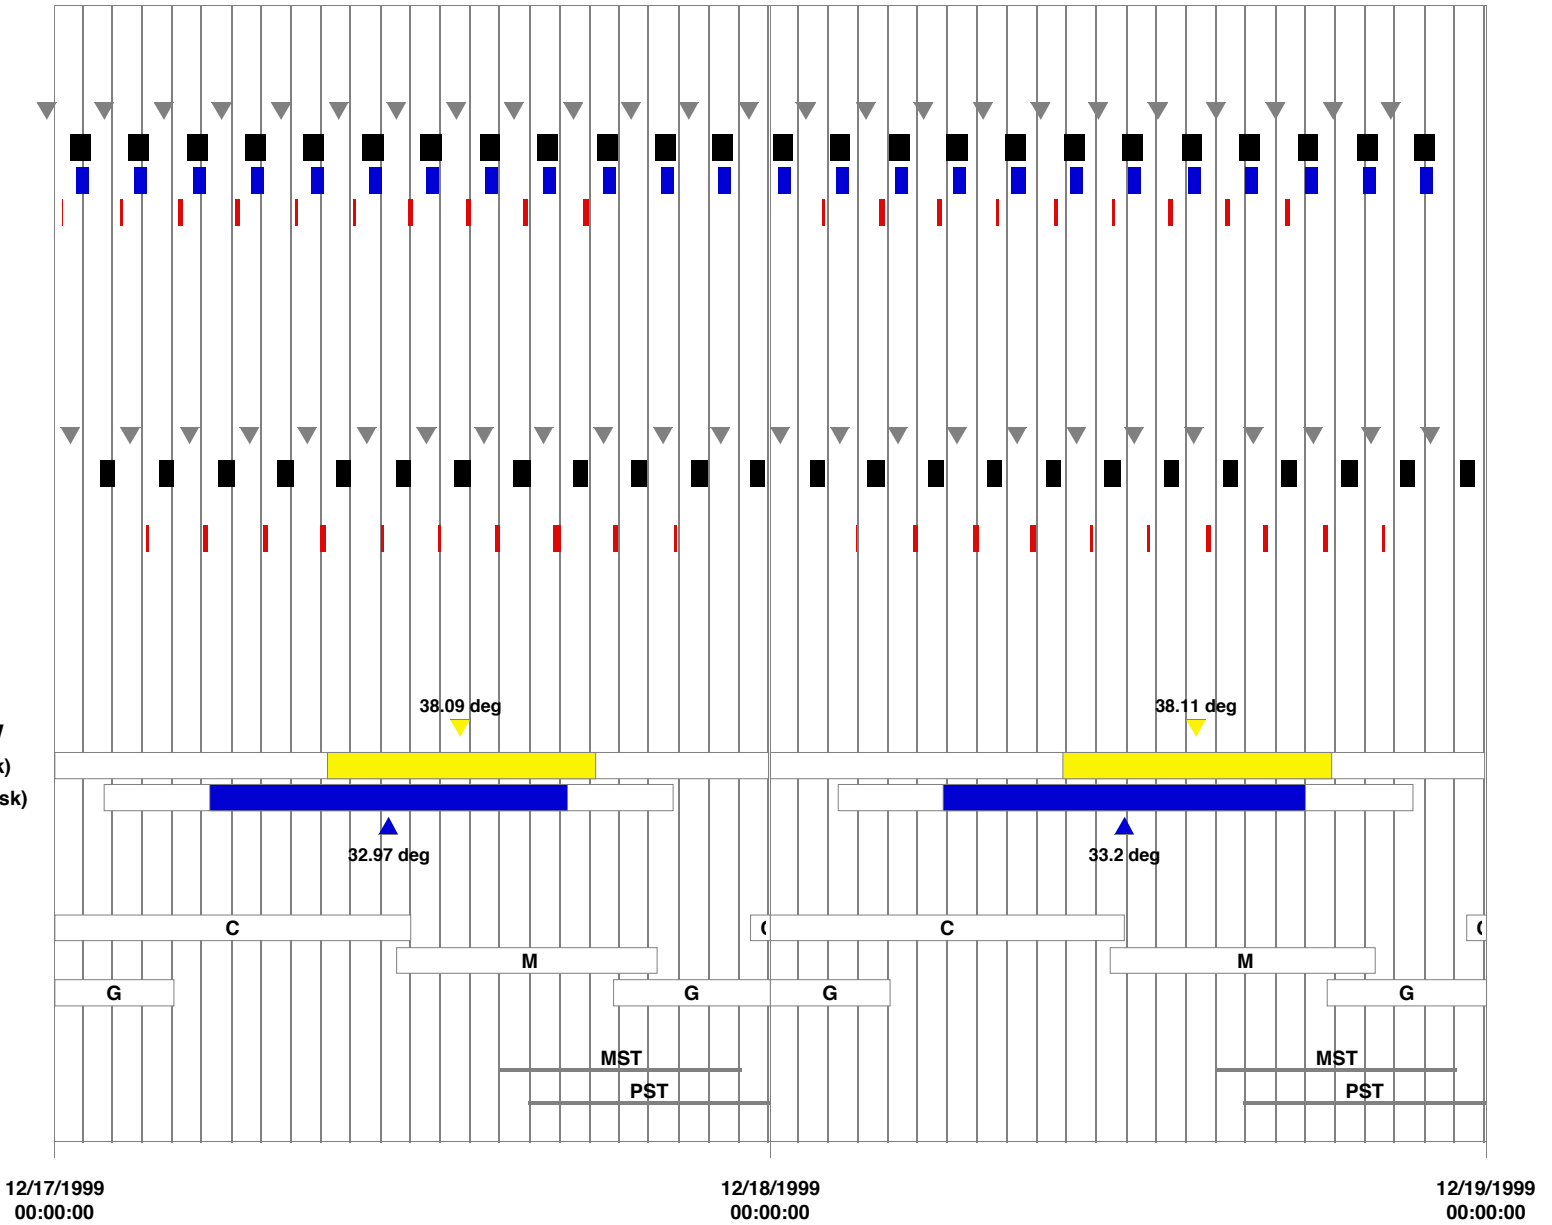 38.09 deg
38.11 deg
k)
sk)
32.97 deg
33.2 deg
C
C
M
M
G
G
G
G
MST
MST
PST
PST
12/17/1999
00:00:00
12/18/1999
00:00:00
12/19/1999
00:00:00